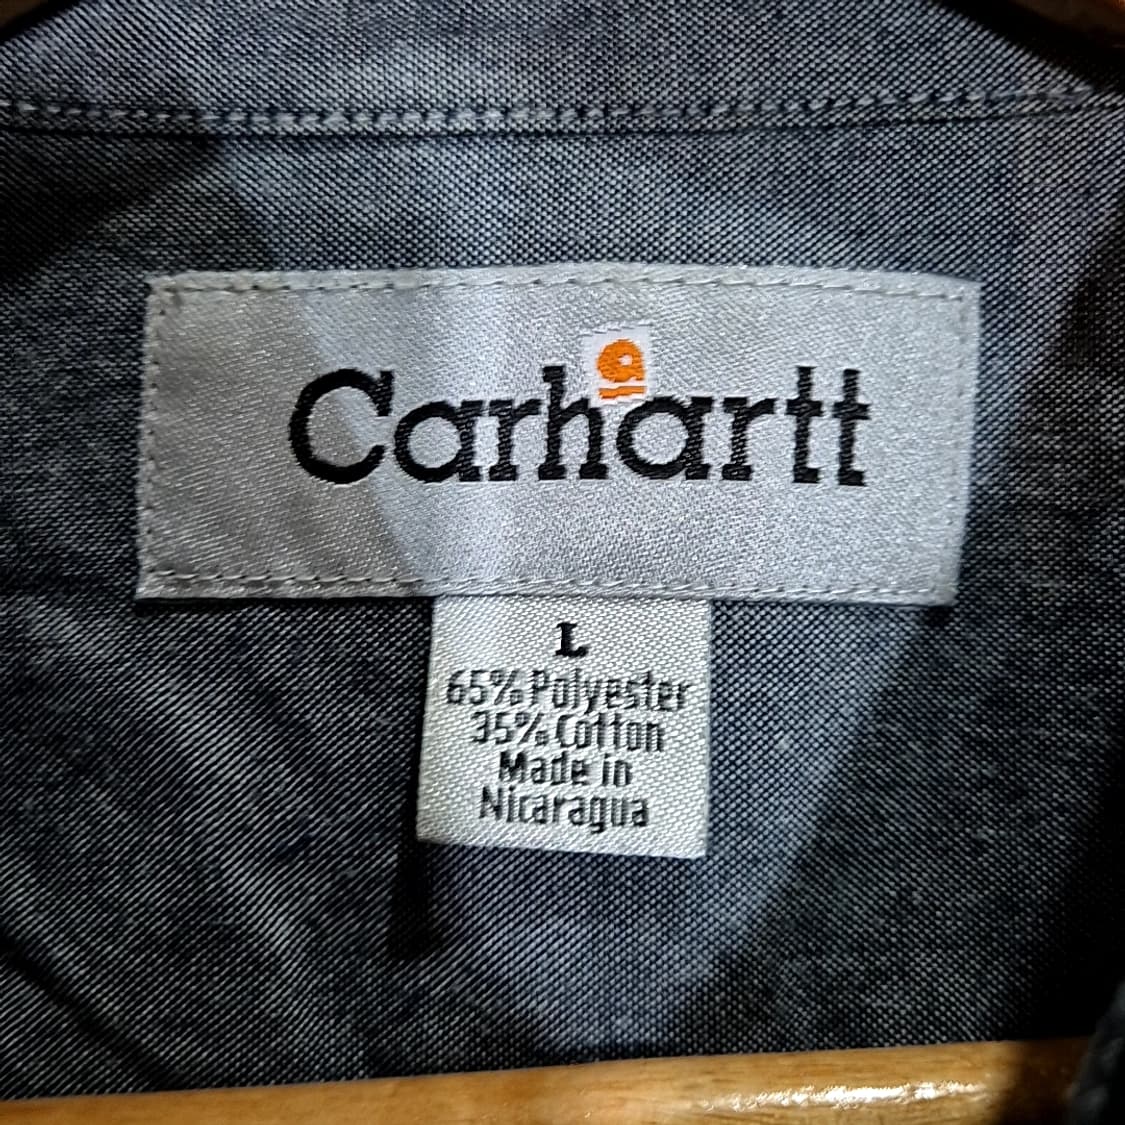 Carhartt
L
65% Polyester
35% Cotton
Made in
Nicaragua